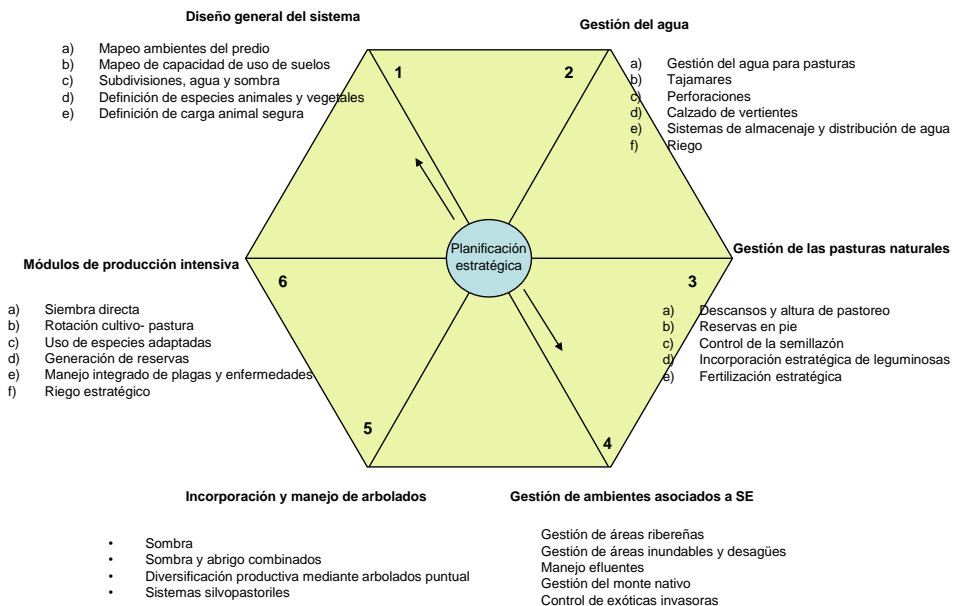 Diseño general del sistema
a) Mapeo ambientes del predio
b) Mapeo de capacidad de uso de suelos
c) Subdivisiones, agua y sombra
d) Definición de especies animales y vegetales
e) Definición de carga animal segura
1
Gestión del agua
2
a) Gestión del agua para pasturas
b) Tajamares
c) Perforaciones
d) Calzado de vertientes
e) Sistemas de almacenaje y distribución de agua
f) Riego
Planificación
estratégica
Gestión de las pasturas naturales
3
a) Descansos y altura de pastoreo
b) Reservas en pie
c) Control de la semillazón
d) Incorporación estratégica de leguminosas
e) Fertilización estratégica
Módulos de producción intensiva
6
a) Siembra directa
b) Rotación cultivo- pastura
c) Uso de especies adaptadas
d) Generación de reservas
e) Manejo integrado de plagas y enfermedades
f) Riego estratégico
5
4
Incorporación y manejo de arbolados
• Sombra
• Sombra y abrigo combinados
• Diversificación productiva mediante arbolados puntual
• Sistemas silvopastoriles
Gestión de ambientes asociados a SE
Gestión de áreas ribereñas
Gestión de áreas inundables y desagües
Manejo efluentes
Gestión del monte nativo
Control de exóticas invasoras